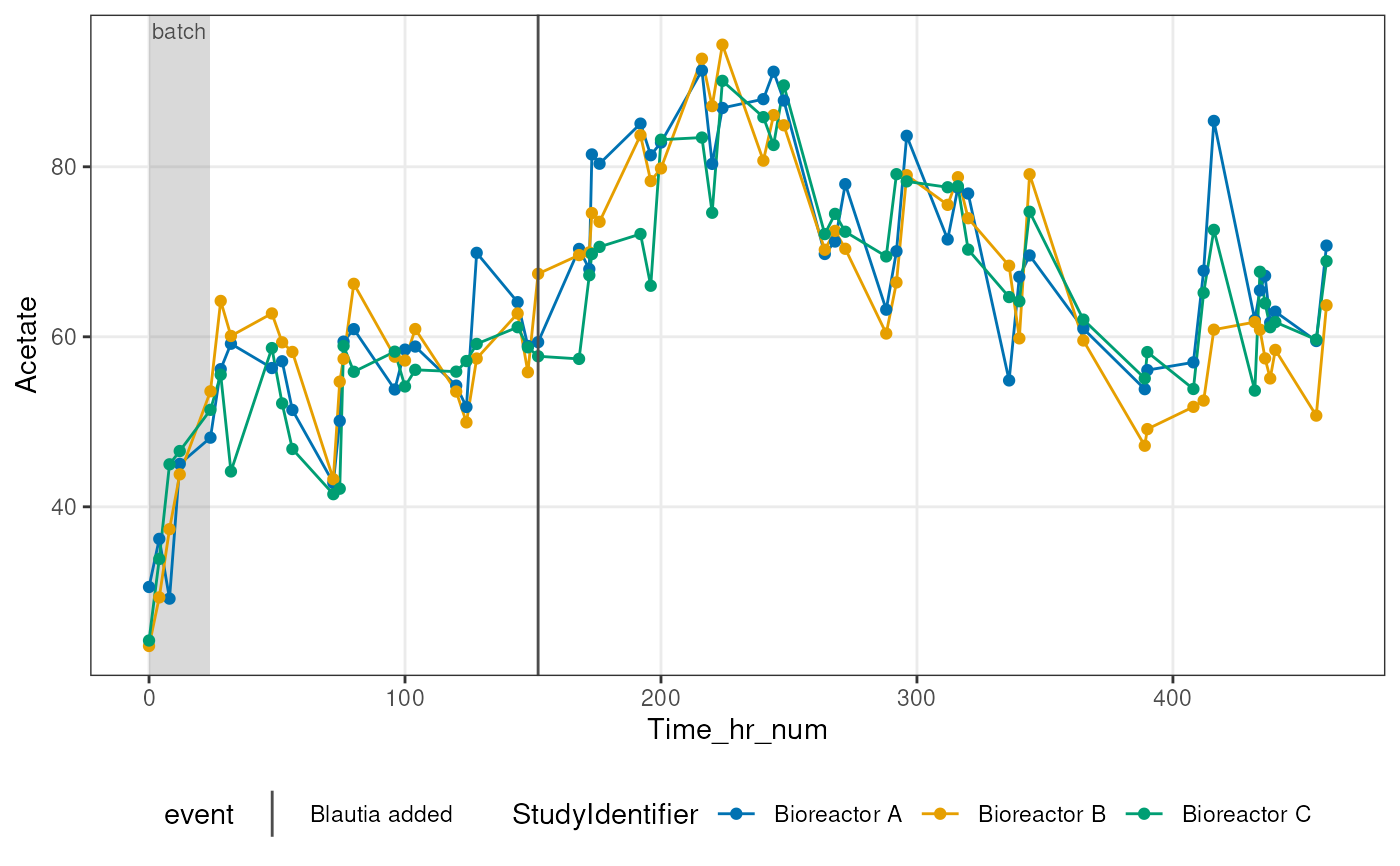 batch
80
60
40
Acetate
0 100 200 300 400
Time_hr_num
event Blautia added StudyIdentifier Bioreactor A Bioreactor B Bioreactor C